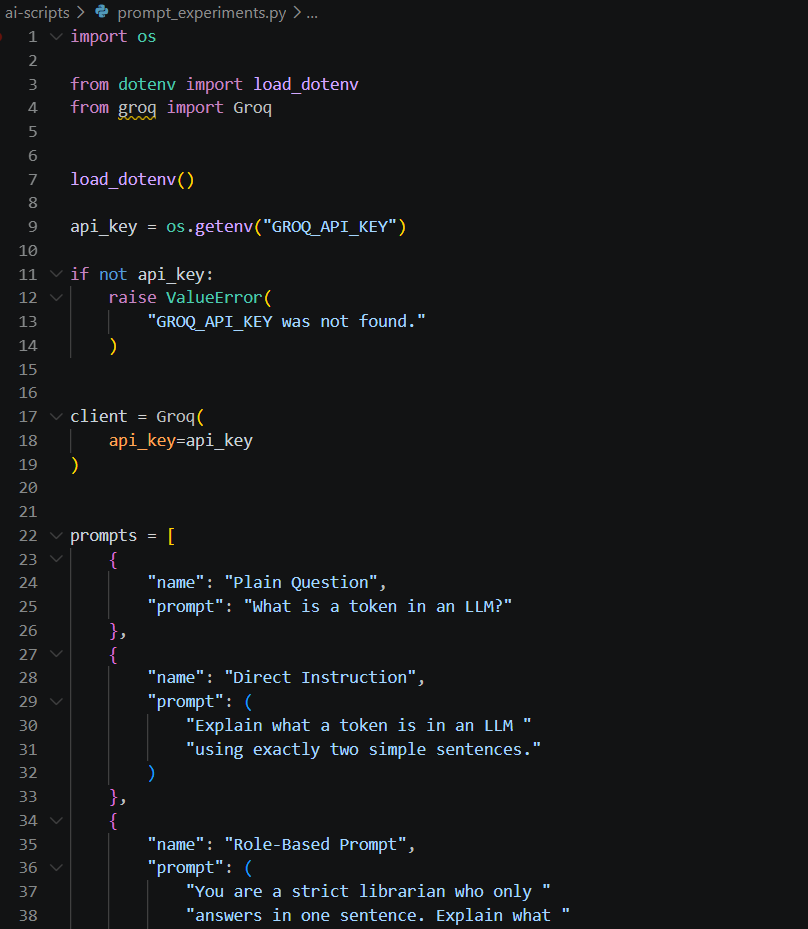 ai-scripts > prompt_experiments.py > ...
1 import os
2
3 from dotenv import load_dotenv
4 from groq import Groq
5
6
7 load_dotenv()
8
9 api_key = os.getenv("GROQ_API_KEY")
10
11 if not api_key:
12     raise ValueError(
13         "GROQ_API_KEY was not found."
14     )
15
16
17 client = Groq(
18     api_key=api_key
19 )
20
21
22 prompts = [
23     {
24         "name": "Plain Question",
25         "prompt": "What is a token in an LLM?"
26     },
27     {
28         "name": "Direct Instruction",
29         "prompt": (
30             "Explain what a token is in an LLM "
31             "using exactly two simple sentences."
32         )
33     },
34     {
35         "name": "Role-Based Prompt",
36         "prompt": (
37             "You are a strict librarian who only "
38             "answers in one sentence. Explain what "